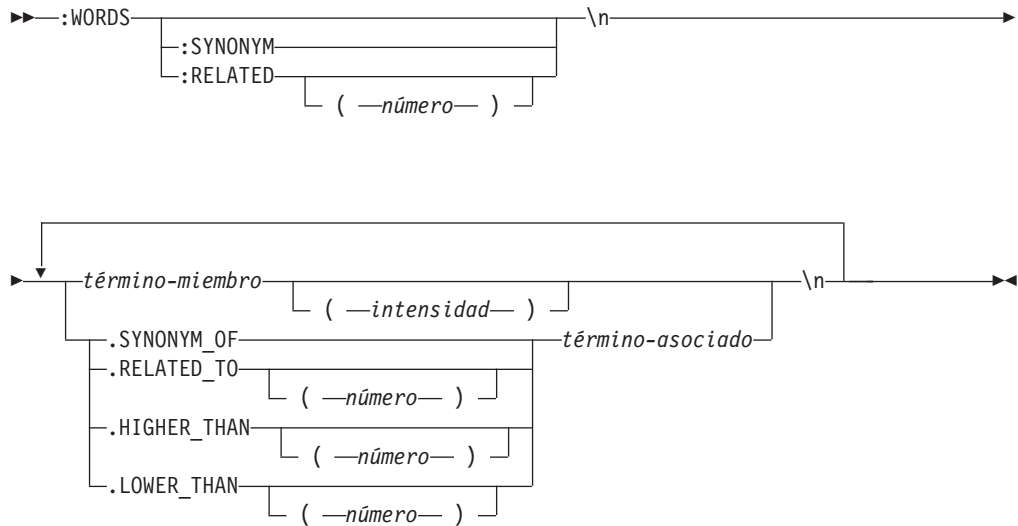 :WORDS \n
:SYNONYM
:RELATED
( número )
término-miembro \n
( intensidad )
.SYNONYM_OF término-asociado
.RELATED_TO
( número )
.HIGHER_THAN
( número )
.LOWER_THAN
( número )